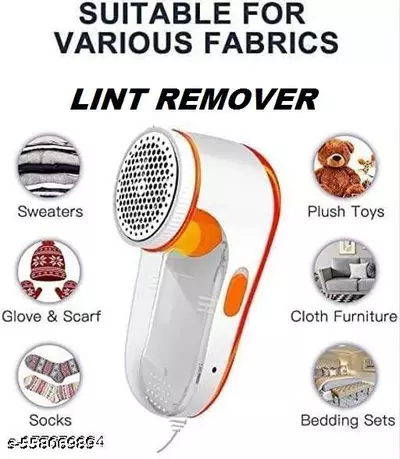 SUITABLE FOR
VARIOUS FABRICS
LINT REMOVER
Sweaters
Plush Toys
Glove & Scarf
Cloth Furniture
Socks
Bedding Sets